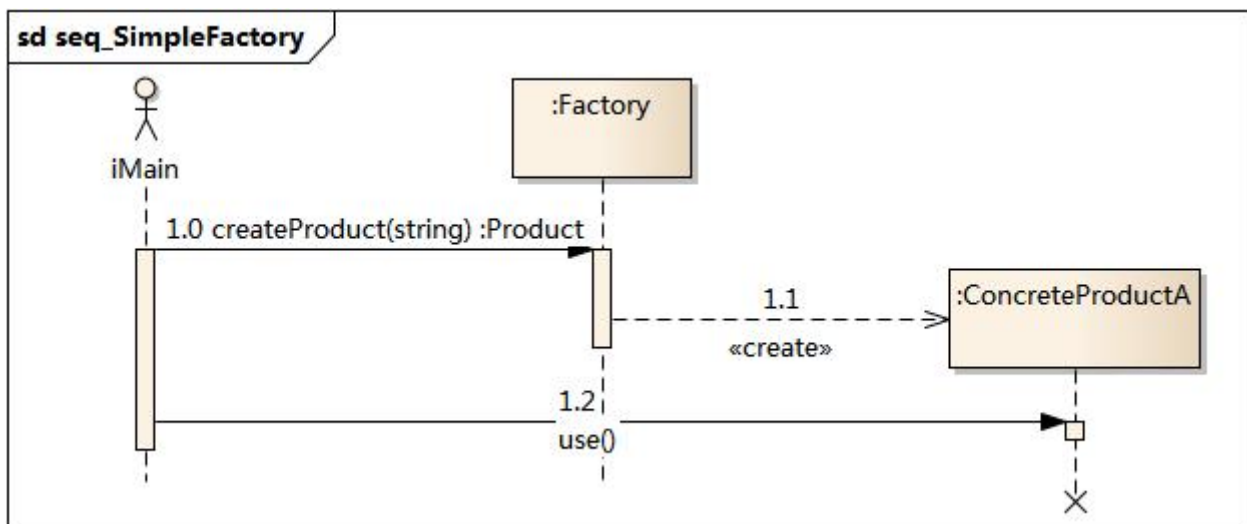 sd seq_SimpleFactory
iMain
:Factory
1.0 createProduct(string) :Product
:ConcreteProductA
1.1
«create»
1.2
use()